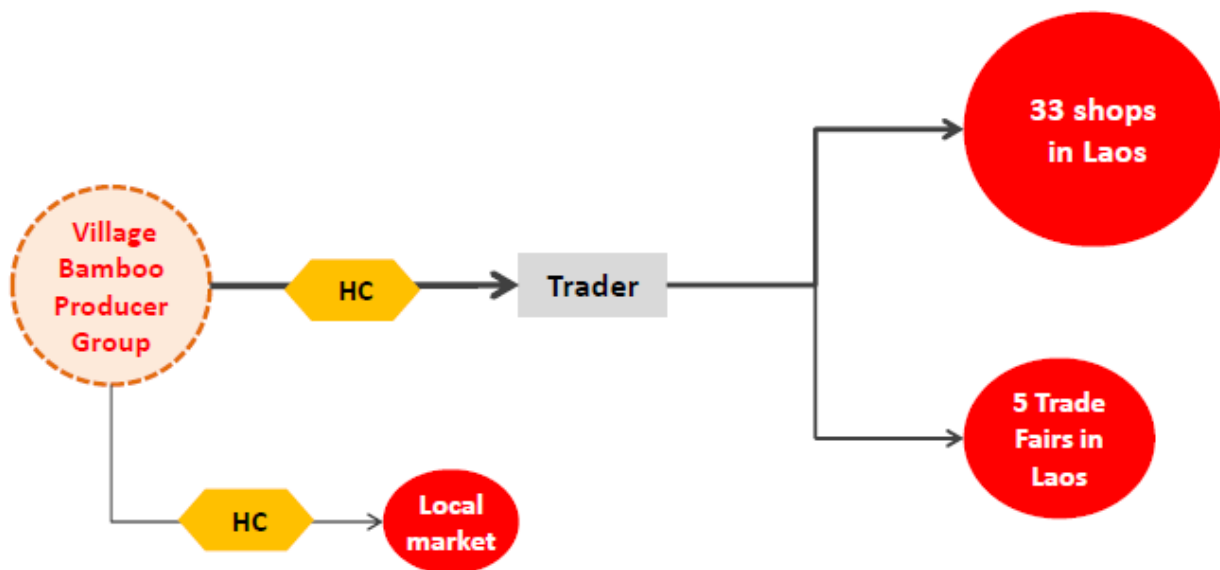 33 shops
in Laos
Village
Bamboo
Producer
Group
HC
Trader
5 Trade
Fairs in
Laos
HC
Local
market